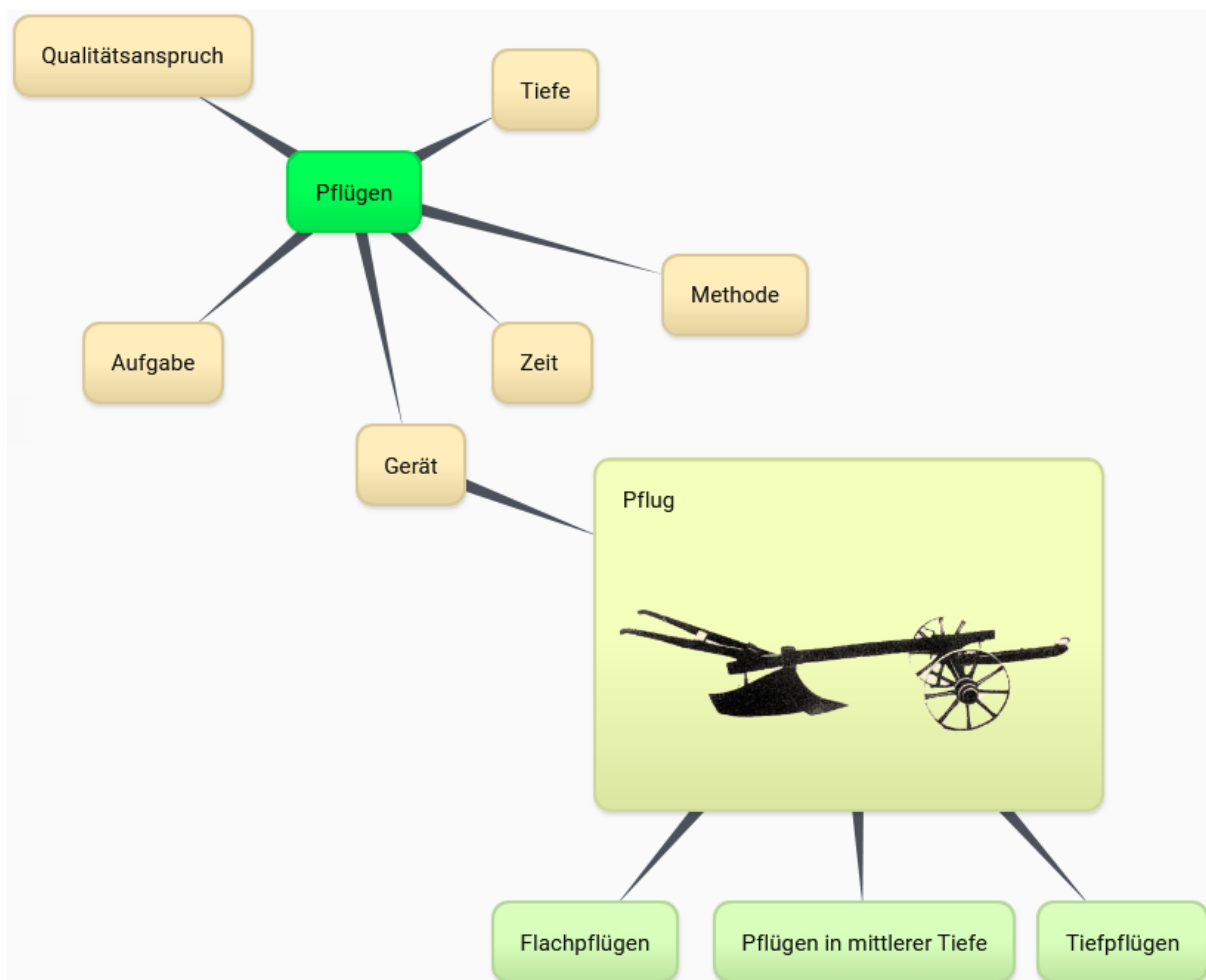 Qualitätsanspruch
Tiefe
Pflügen
Methode
Aufgabe
Zeit
Gerät
Pflug
Flachpflügen
Pflügen in mittlerer Tiefe
Tiefpflügen